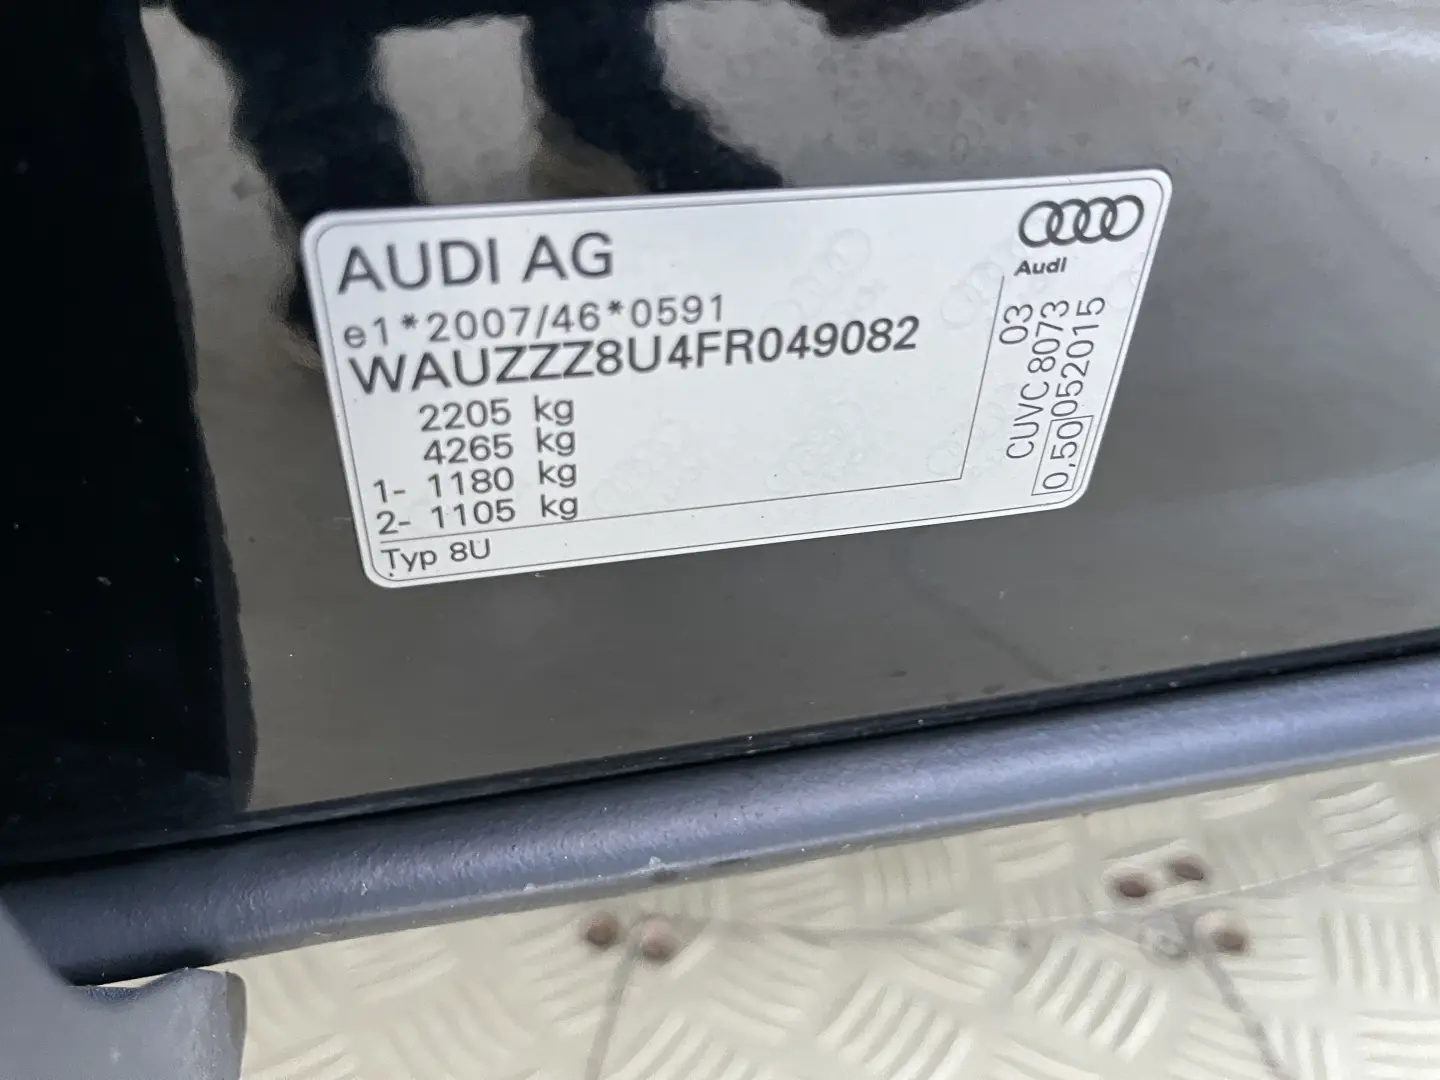 AUDI AG
e1*2007/46*0591
WAUZZZ8U4FR049082
2205 kg
4265 kg
1- 1180 kg
2- 1105 kg
Typ 8U
Audi
03
CUVC 8073
0,50 052015